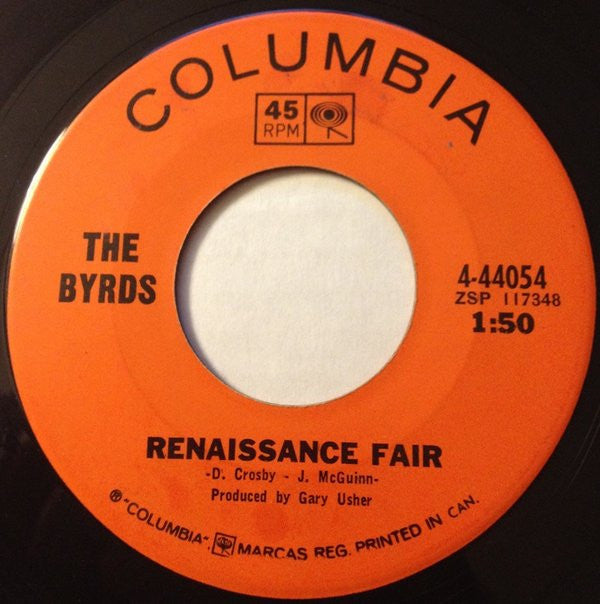 COLUMBIA
45
RPM
THE
BYRDS
4-44054
ZSP 117348
1:50
RENAISSANCE FAIR
-D. Crosby - J. McGuinn-
Produced by Gary Usher
® "COLUMBIA", MARCAS REG. PRINTED IN CAN.